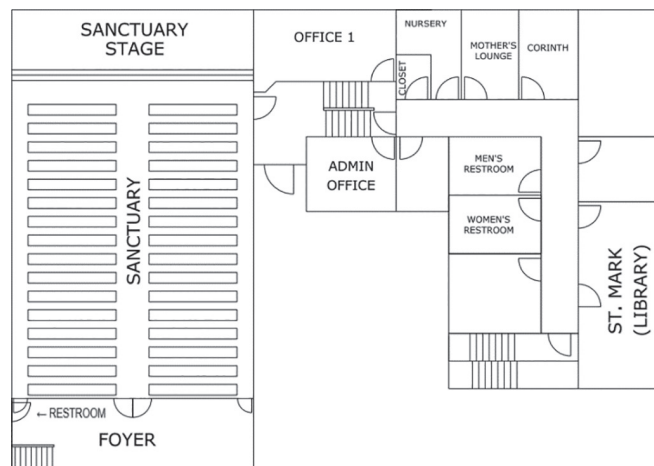 SANCTUARY
STAGE
OFFICE 1
NURSERY
MOTHER'S
LOUNGE
CORINTH
CLOSET
ADMIN
OFFICE
MEN'S
RESTROOM
WOMEN'S
RESTROOM
SANCTUARY
ST. MARK
(LIBRARY)
← RESTROOM
FOYER